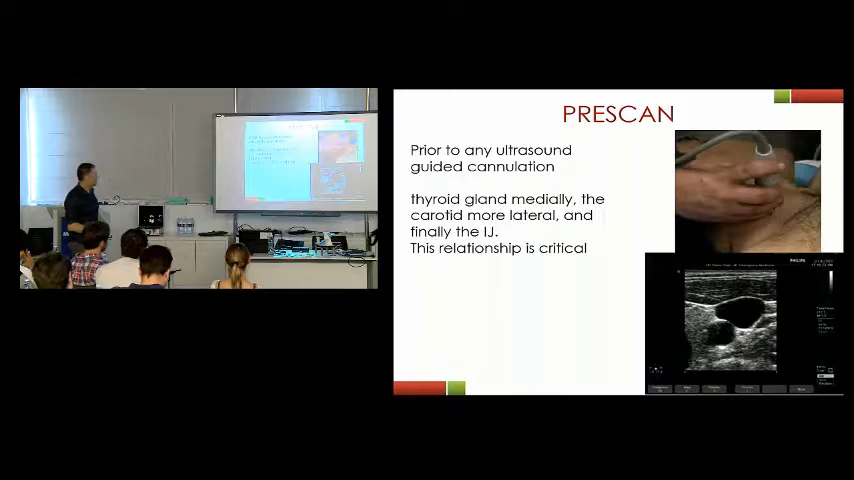 PRESCAN
Prior to any ultrasound
guided cannulation
thyroid gland medially, the
carotid more lateral, and
finally the IJ.
This relationship is critical
PHILIPS